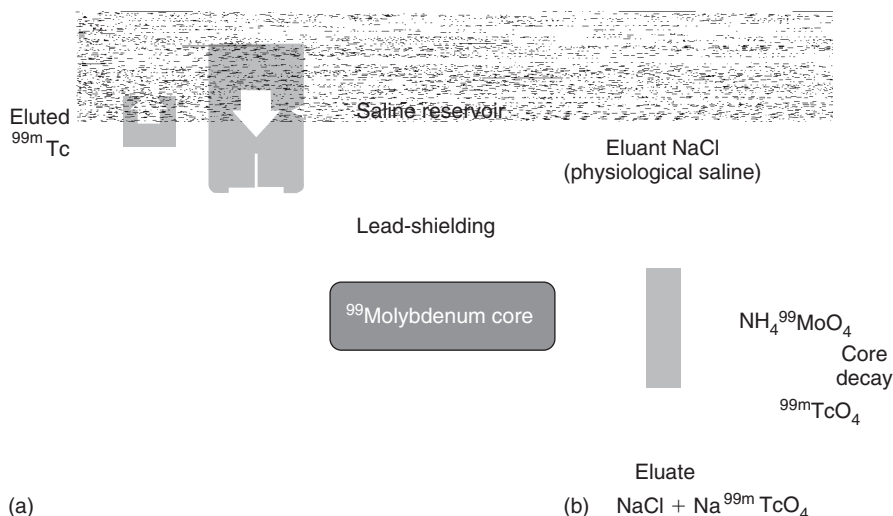 Eluted
⁹⁹ᵐTc
Saline reservoir
Lead-shielding
⁹⁹Molybdenum core
(a)
Eluant NaCl
(physiological saline)
NH₄⁹⁹MoO₄
Core
decay
⁹⁹ᵐTcO₄
Eluate
(b) NaCl + Na⁹⁹ᵐTcO₄